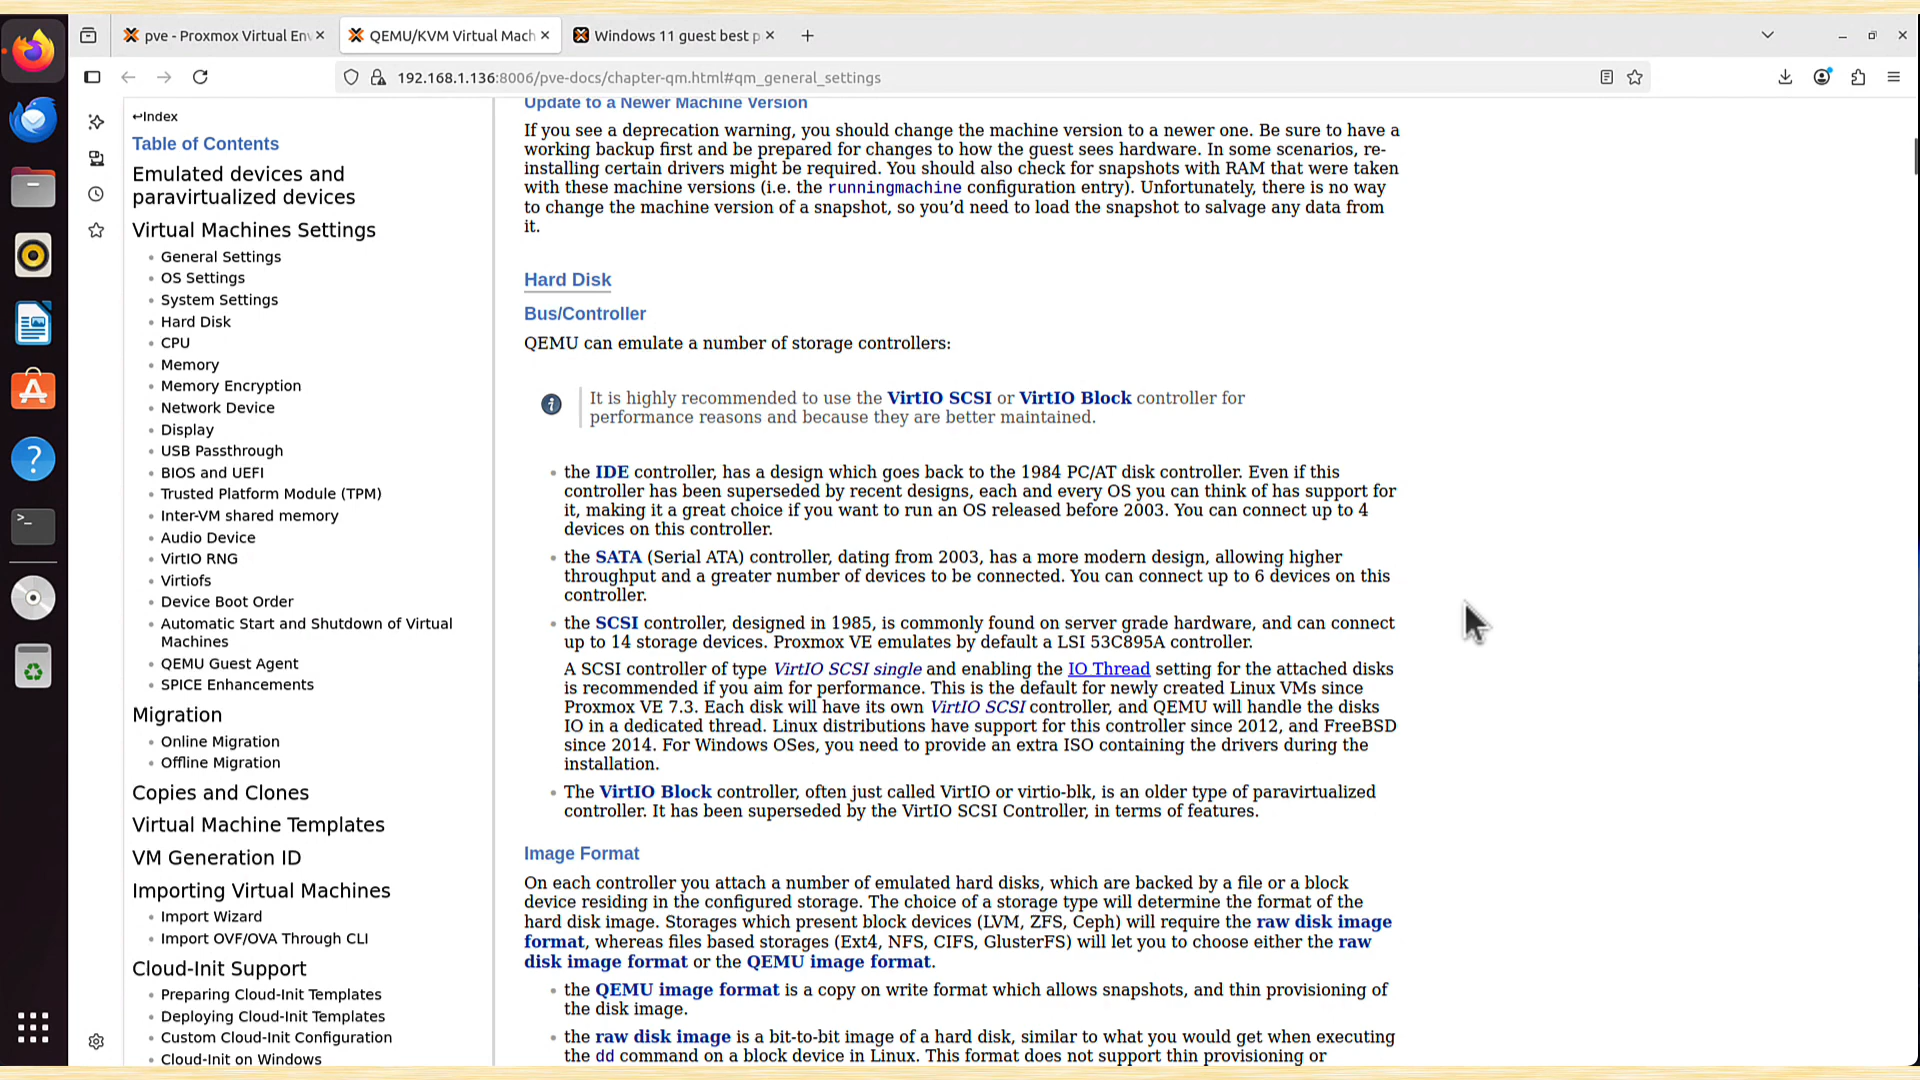 pve - Proxmox Virtual Env
QEMU/KVM Virtual Mach
Windows 11 guest best p
192.168.1.136:8006/pve-docs/chapter-qm.html#qm_general_settings
↩Index
Table of Contents
Emulated devices and
paravirtualized devices
Virtual Machines Settings
General Settings
OS Settings
System Settings
Hard Disk
CPU
Memory
Memory Encryption
Network Device
Display
USB Passthrough
BIOS and UEFI
Trusted Platform Module (TPM)
Inter-VM shared memory
Audio Device
VirtIO RNG
Virtiofs
Device Boot Order
Automatic Start and Shutdown of Virtual
Machines
QEMU Guest Agent
SPICE Enhancements
Migration
Online Migration
Offline Migration
Copies and Clones
Virtual Machine Templates
VM Generation ID
Importing Virtual Machines
Import Wizard
Import OVF/OVA Through CLI
Cloud-Init Support
Preparing Cloud-Init Templates
Deploying Cloud-Init Templates
Custom Cloud-Init Configuration
Cloud-Init on Windows
Update to a Newer Machine Version
If you see a deprecation warning, you should change the machine version to a newer one. Be sure to have a
working backup first and be prepared for changes to how the guest sees hardware. In some scenarios, re-
installing certain drivers might be required. You should also check for snapshots with RAM that were taken
with these machine versions (i.e. the runningmachine configuration entry). Unfortunately, there is no way
to change the machine version of a snapshot, so you’d need to load the snapshot to salvage any data from
it.
Hard Disk
Bus/Controller
QEMU can emulate a number of storage controllers:
It is highly recommended to use the VirtIO SCSI or VirtIO Block controller for
performance reasons and because they are better maintained.
the IDE controller, has a design which goes back to the 1984 PC/AT disk controller. Even if this
controller has been superseded by recent designs, each and every OS you can think of has support for
it, making it a great choice if you want to run an OS released before 2003. You can connect up to 4
devices on this controller.
the SATA (Serial ATA) controller, dating from 2003, has a more modern design, allowing higher
throughput and a greater number of devices to be connected. You can connect up to 6 devices on this
controller.
the SCSI controller, designed in 1985, is commonly found on server grade hardware, and can connect
up to 14 storage devices. Proxmox VE emulates by default a LSI 53C895A controller.
A SCSI controller of type VirtIO SCSI single and enabling the IO Thread setting for the attached disks
is recommended if you aim for performance. This is the default for newly created Linux VMs since
Proxmox VE 7.3. Each disk will have its own VirtIO SCSI controller, and QEMU will handle the disks
IO in a dedicated thread. Linux distributions have support for this controller since 2012, and FreeBSD
since 2014. For Windows OSes, you need to provide an extra ISO containing the drivers during the
installation.
The VirtIO Block controller, often just called VirtIO or virtio-blk, is an older type of paravirtualized
controller. It has been superseded by the VirtIO SCSI Controller, in terms of features.
Image Format
On each controller you attach a number of emulated hard disks, which are backed by a file or a block
device residing in the configured storage. The choice of a storage type will determine the format of the
hard disk image. Storages which present block devices (LVM, ZFS, Ceph) will require the raw disk image
format, whereas files based storages (Ext4, NFS, CIFS, GlusterFS) will let you to choose either the raw
disk image format or the QEMU image format.
the QEMU image format is a copy on write format which allows snapshots, and thin provisioning of
the disk image.
the raw disk image is a bit-to-bit image of a hard disk, similar to what you would get when executing
the dd command on a block device in Linux. This format does not support thin provisioning or